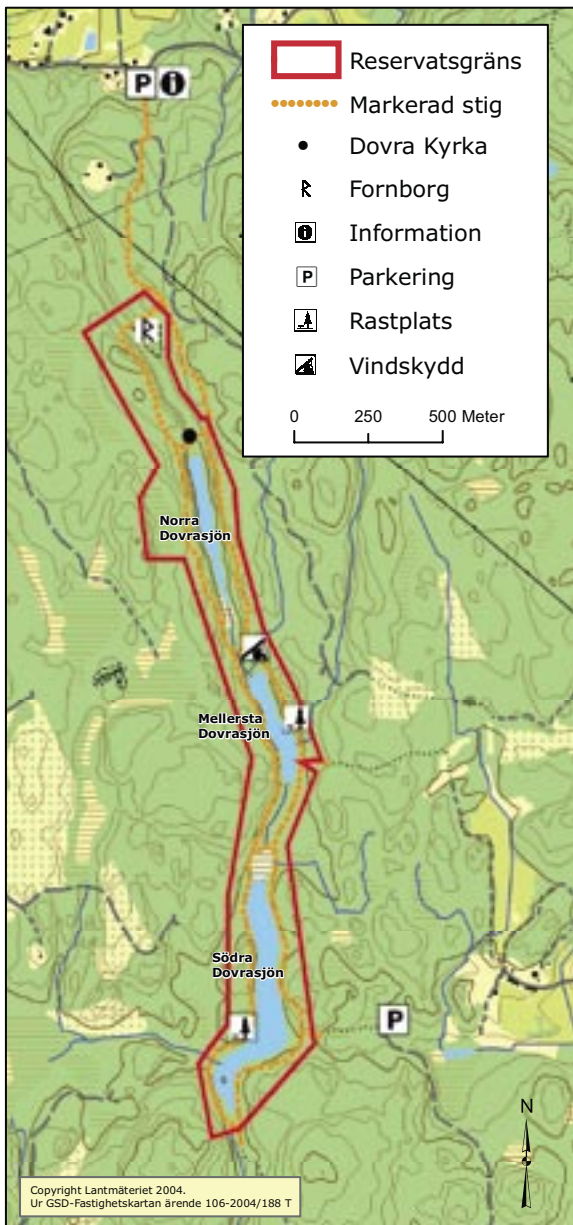 P i
Reservatsgräns
Markerad stig
Dovra Kyrka
Fornborg
i Information
P Parkering
Rastplats
Vindskydd
0 250 500 Meter
Norra
Dovrasjön
Mellersta
Dovrasjön
Södra
Dovrasjön
P
N
Copyright Lantmäteriet 2004.
Ur GSD-Fastighetskartan ärende 106-2004/188 T